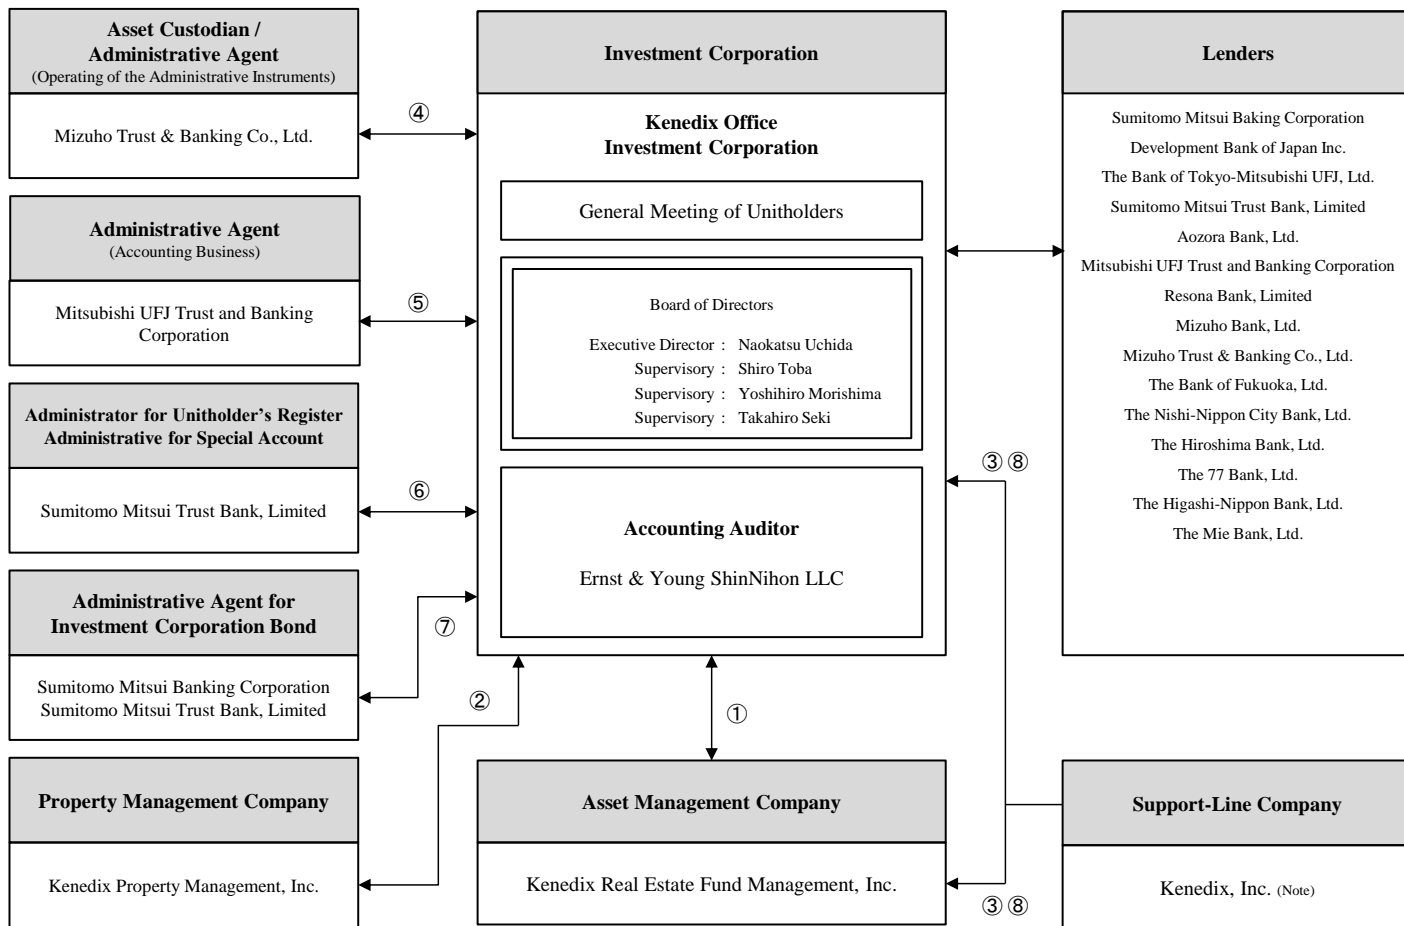 Asset Custodian /
Administrative Agent
(Operating of the Administrative Instruments)
Mizuho Trust & Banking Co., Ltd.
④
Administrative Agent
(Accounting Business)
Mitsubishi UFJ Trust and Banking
Corporation
⑤
Administrator for Unitholder's Register
Administrative for Special Account
Sumitomo Mitsui Trust Bank, Limited
⑥
Administrative Agent for
Investment Corporation Bond
Sumitomo Mitsui Banking Corporation
Sumitomo Mitsui Trust Bank, Limited
⑦
Property Management Company
Kenedix Property Management, Inc.
②
Investment Corporation
Kenedix Office
Investment Corporation
General Meeting of Unitholders
Board of Directors
Executive Director : Naokatsu Uchida
Supervisory : Shiro Toba
Supervisory : Yoshihiro Morishima
Supervisory : Takahiro Seki
Accounting Auditor
Ernst & Young ShinNihon LLC
①
Asset Management Company
Kenedix Real Estate Fund Management, Inc.
③ ⑧
③ ⑧
Lenders
Sumitomo Mitsui Baking Corporation
Development Bank of Japan Inc.
The Bank of Tokyo-Mitsubishi UFJ, Ltd.
Sumitomo Mitsui Trust Bank, Limited
Aozora Bank, Ltd.
Mitsubishi UFJ Trust and Banking Corporation
Resona Bank, Limited
Mizuho Bank, Ltd.
Mizuho Trust & Banking Co., Ltd.
The Bank of Fukuoka, Ltd.
The Nishi-Nippon City Bank, Ltd.
The Hiroshima Bank, Ltd.
The 77 Bank, Ltd.
The Higashi-Nippon Bank, Ltd.
The Mie Bank, Ltd.
Support-Line Company
Kenedix, Inc. (Note)